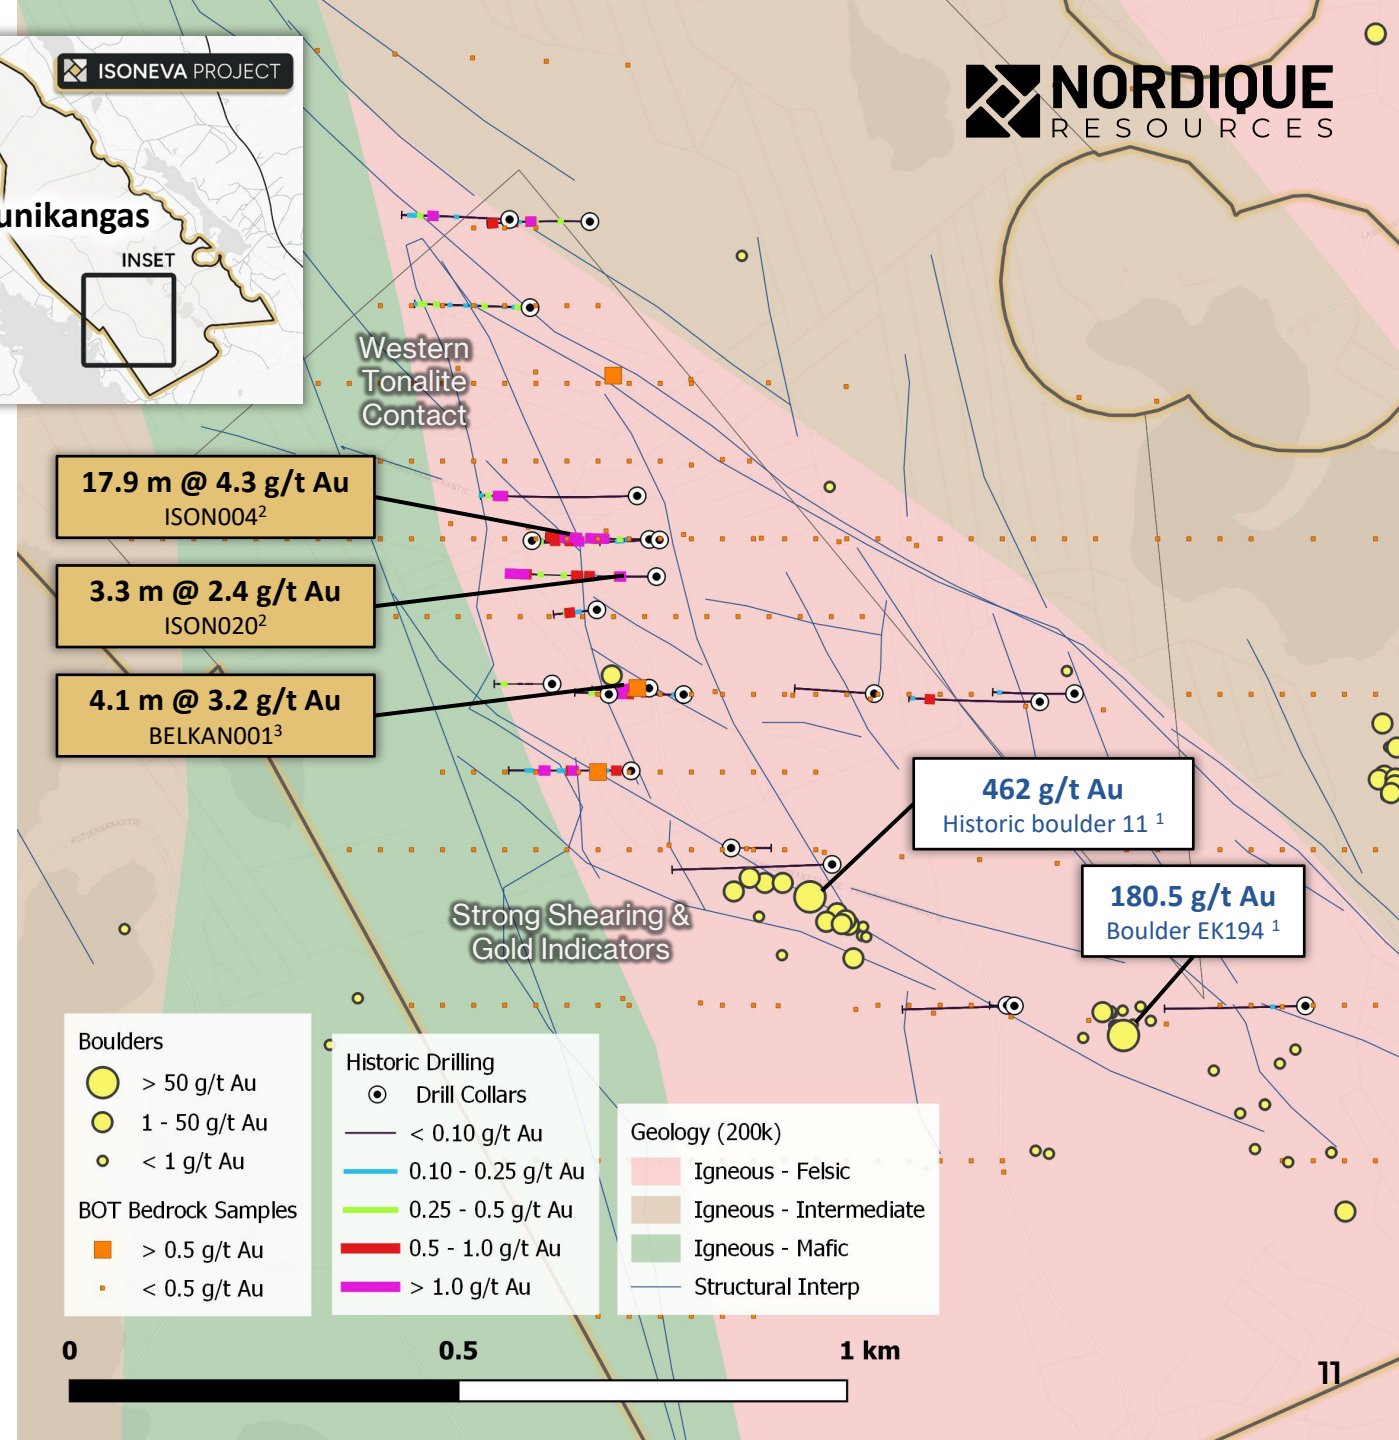 ISONEVA PROJECT
unikangas
INSET
NORDIQUE
RESOURCES
Western
Tonalite
Contact
17.9 m @ 4.3 g/t Au
ISON004²
3.3 m @ 2.4 g/t Au
ISON020²
4.1 m @ 3.2 g/t Au
BELKAN001³
462 g/t Au
Historic boulder 11 ¹
180.5 g/t Au
Boulder EK194 ¹
Strong Shearing &
Gold Indicators
Boulders
> 50 g/t Au
1 - 50 g/t Au
< 1 g/t Au
BOT Bedrock Samples
> 0.5 g/t Au
< 0.5 g/t Au
Historic Drilling
Drill Collars
< 0.10 g/t Au
0.10 - 0.25 g/t Au
0.25 - 0.5 g/t Au
0.5 - 1.0 g/t Au
> 1.0 g/t Au
Geology (200k)
Igneous - Felsic
Igneous - Intermediate
Igneous - Mafic
Structural Interp
0 0.5 1 km
11